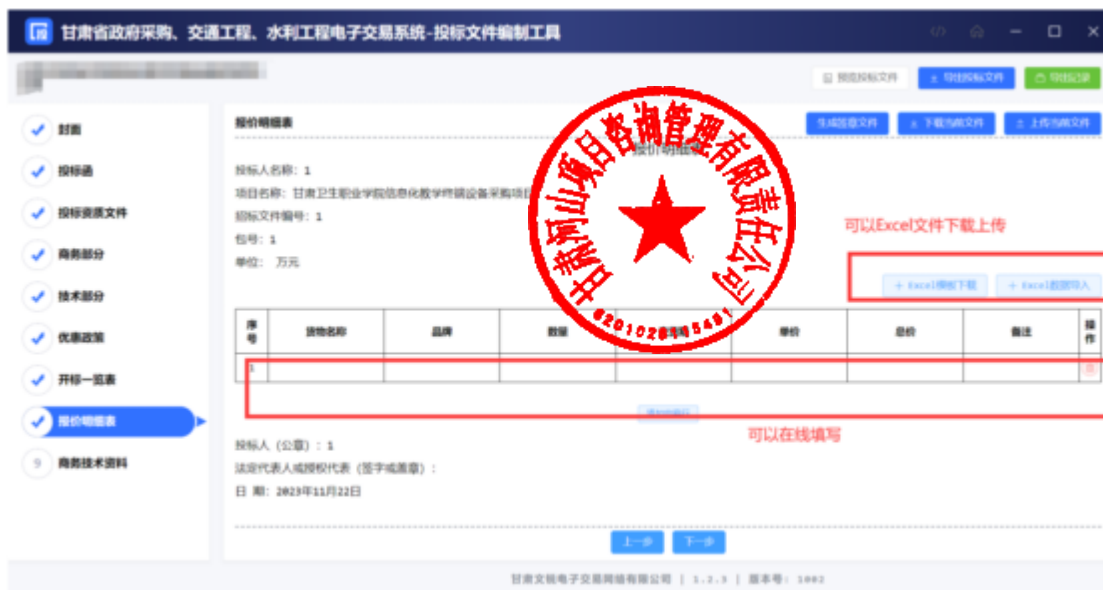 甘肃省政府采购、交通工程、水利工程电子交易系统-投标文件编制工具
预览投标文件 导出投标文件 导出记录
封面
投标函
投标资质文件
商务部分
技术部分
优惠政策
开标一览表
报价明细表
9 商务技术资料
报价明细表
生成签章文件 下载当前文件 上传当前文件
报价明细表
投标人名称: 1
项目名称: 甘肃卫生职业学院信息化教学终端设备采购项目
招标文件编号: 1
包号: 1
单位: 万元
可以Excel文件下载上传
+ Excel模板下载 + Excel数据导入
序号 货物名称 品牌 数量 单价 总价 备注 操作
1
可以在线填写
投标人 (公章) : 1
法定代表人或授权代表 (签字或盖章) :
日 期: 2023年11月22日
上一步 下一步
甘肃文锐电子交易网络有限公司 | 1.2.3 | 版本号: 1002
甘肃河山项目咨询管理有限责任公司